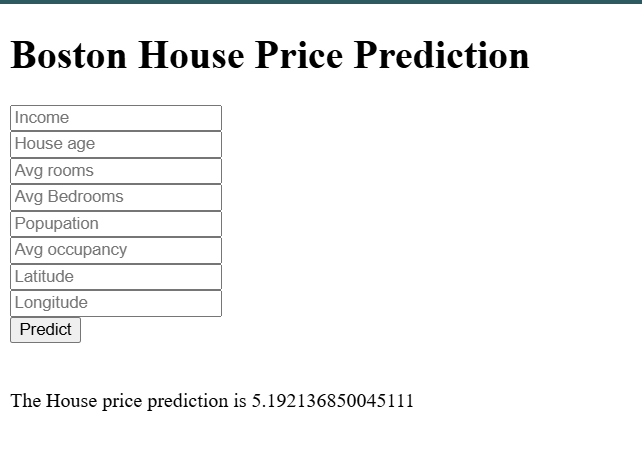 Boston House Price Prediction
Income
House age
Avg rooms
Avg Bedrooms
Popupation
Avg occupancy
Latitude
Longitude
Predict
The House price prediction is 5.192136850045111